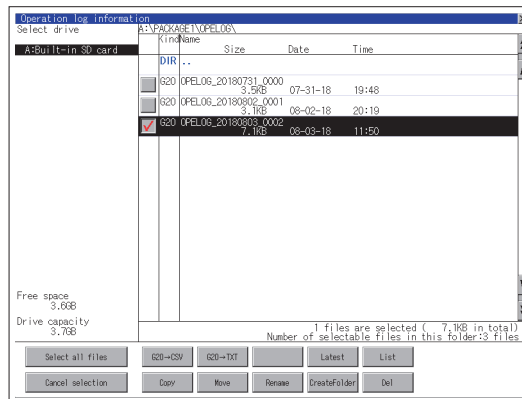 Operation log information
Select drive
A:\PACKAGE1\OPELOG\
Kind Name
Size Date Time
A:Built-in SD card
DIR ..
G20 OPELOG_20180731_0000
3.5KB 07-31-18 19:48
G20 OPELOG_20180802_0001
3.1KB 08-02-18 20:19
G20 OPELOG_20180803_0002
7.1KB 08-03-18 11:50
Free space
3.6GB
Drive capacity
3.7GB
1 files are selected ( 7.1KB in total)
Number of selectable files in this folder:3 files
Select all files G20→CSV G20→TXT Latest List
Cancel selection Copy Move Rename CreateFolder Del